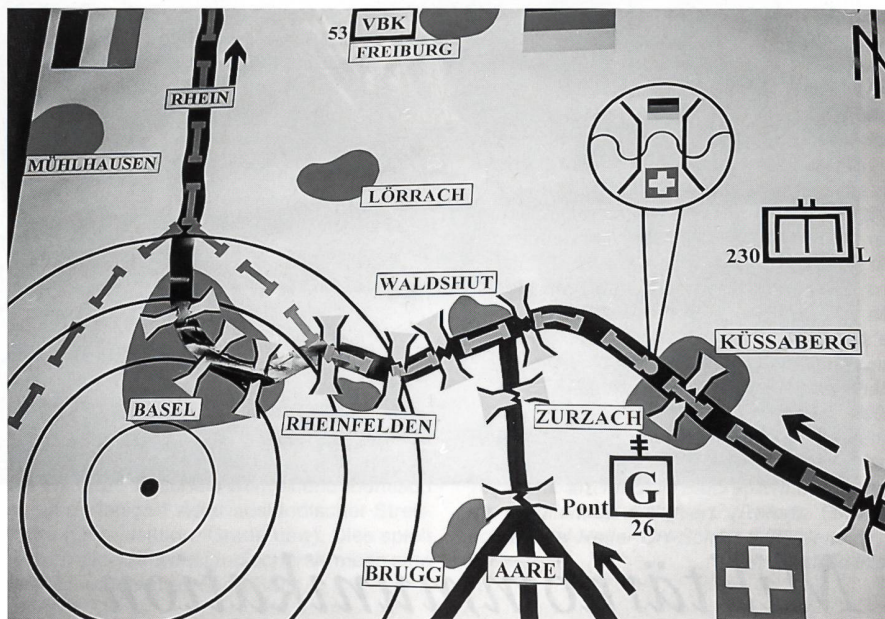 53 VBK
FREIBURG
RHEIN
MÜHLHAUSEN
LÖRRACH
230 L
WALDSHUT
KÜSSABERG
BASEL
RHEINFELDEN
ZURZACH
Pont G
26
BRUGG
AARE